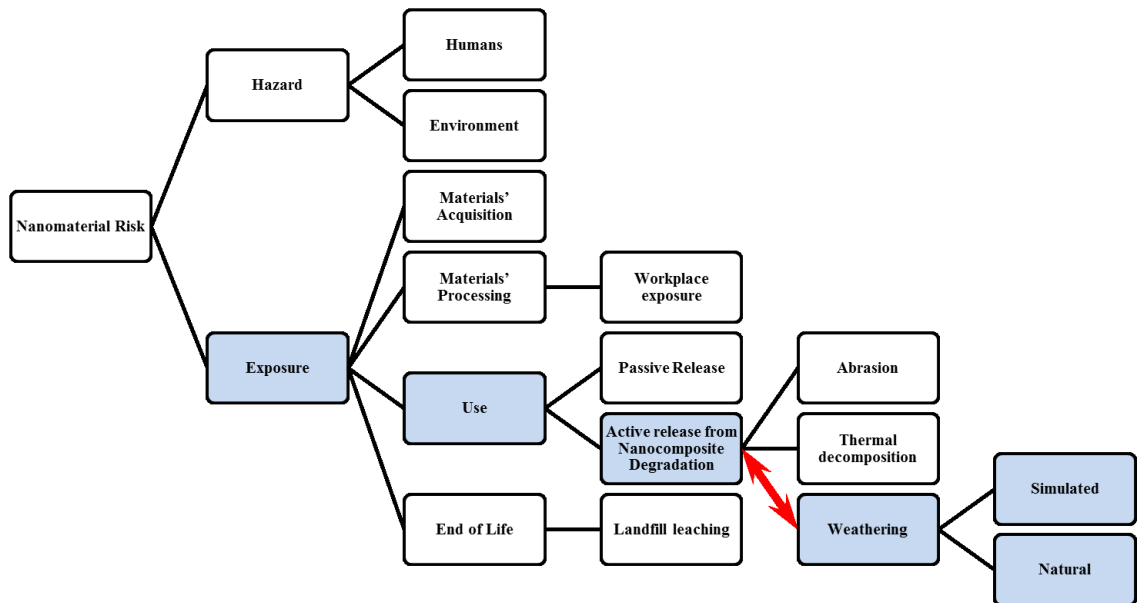 Humans
Hazard
Environment
Materials'
Acquisition
Nanomaterial Risk
Materials'
Processing
Workplace
exposure
Exposure
Passive Release
Abrasion
Use
Active release from
Nanocomposite
Degradation
Thermal
decomposition
Simulated
End of Life
Landfill leaching
Weathering
Natural